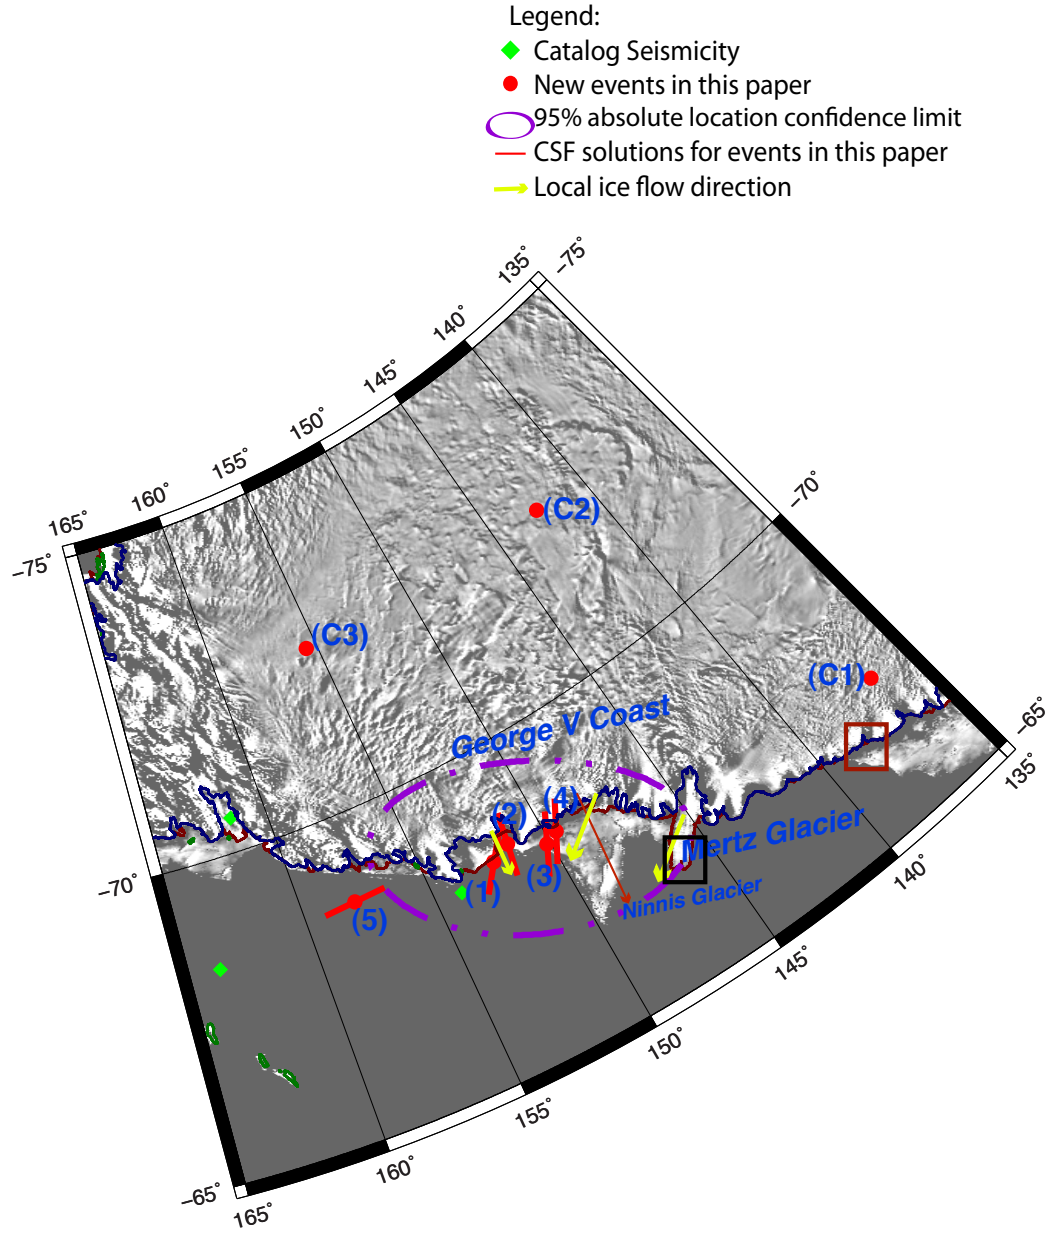 Legend:
Catalog Seismicity
New events in this paper
95% absolute location confidence limit
CSF solutions for events in this paper
Local ice flow direction
135°
−75°
140°
145°
150°
155°
160°
165°
−75°
−70°
(C2)
(C3)
(C1)
George V Coast
−65°
135°
(4)
(2)
Mertz Glacier
(3)
(1)
Ninnis Glacier
(5)
−70°
140°
145°
150°
155°
160°
−65°
165°